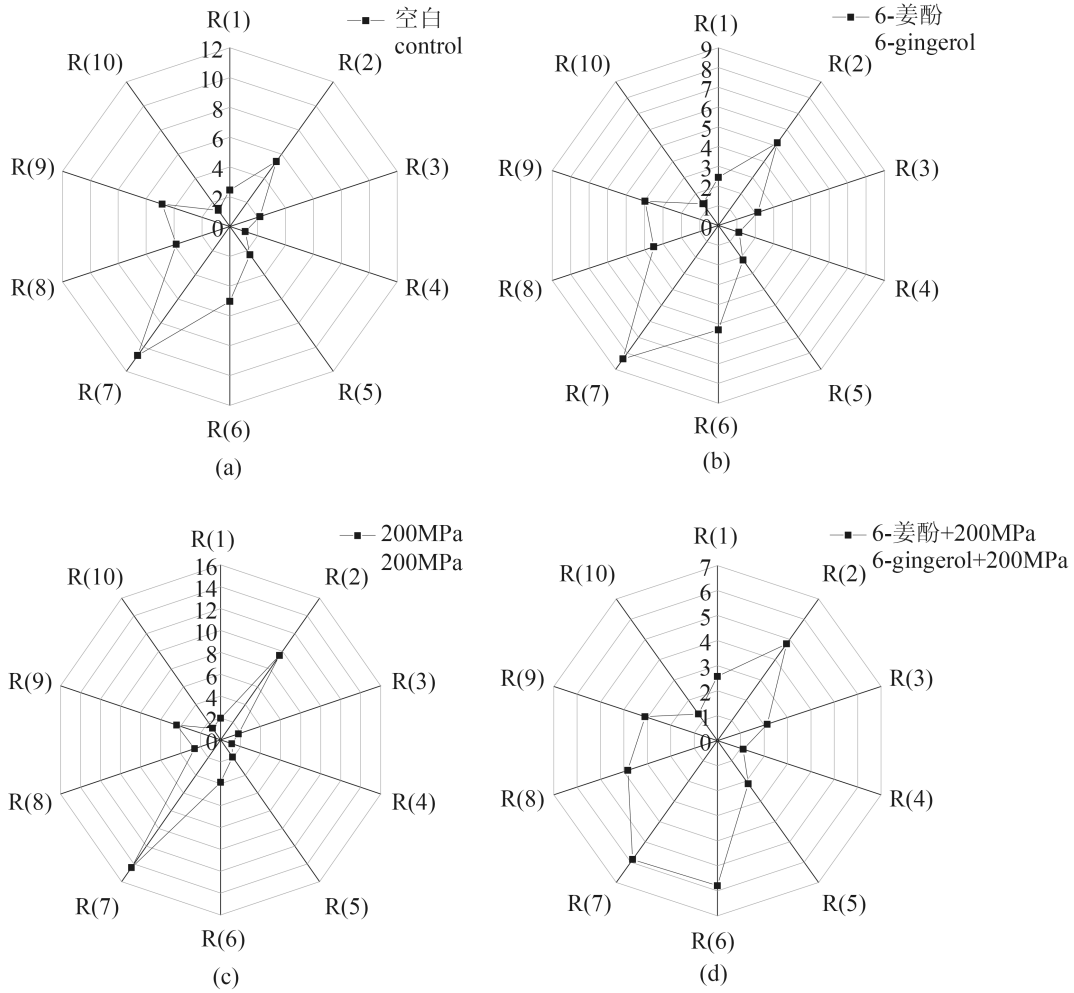 R(1)
空白
control
R(2)
R(3)
R(4)
R(5)
R(6)
R(7)
R(8)
R(9)
R(10)
12
10
8
6
4
2
0
(a)
R(1)
6-姜酚
6-gingerol
R(2)
R(3)
R(4)
R(5)
R(6)
R(7)
R(8)
R(9)
R(10)
9
8
7
6
5
4
3
2
1
0
(b)
R(1)
200MPa
200MPa
R(2)
R(3)
R(4)
R(5)
R(6)
R(7)
R(8)
R(9)
R(10)
16
14
12
10
8
6
4
2
0
(c)
R(1)
6-姜酚+200MPa
6-gingerol+200MPa
R(2)
R(3)
R(4)
R(5)
R(6)
R(7)
R(8)
R(9)
R(10)
7
6
5
4
3
2
1
0
(d)